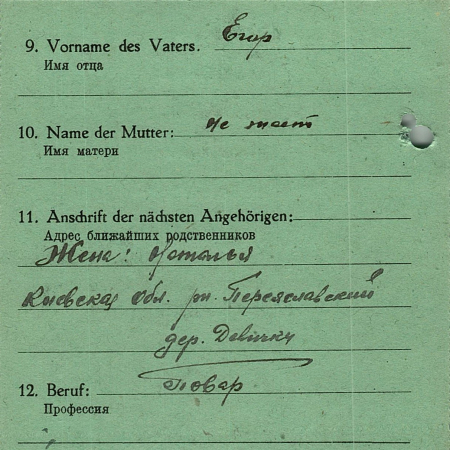 9. Vorname des Vaters. Егор
Имя отца
10. Name der Mutter: не знает
Имя матери
11. Anschrift der nächsten Angehörigen:
Адрес ближайших родственников
Жена: Наталья
Киевская обл. рн. Переяславский
дер. Девички
12. Beruf: Повар
Профессия